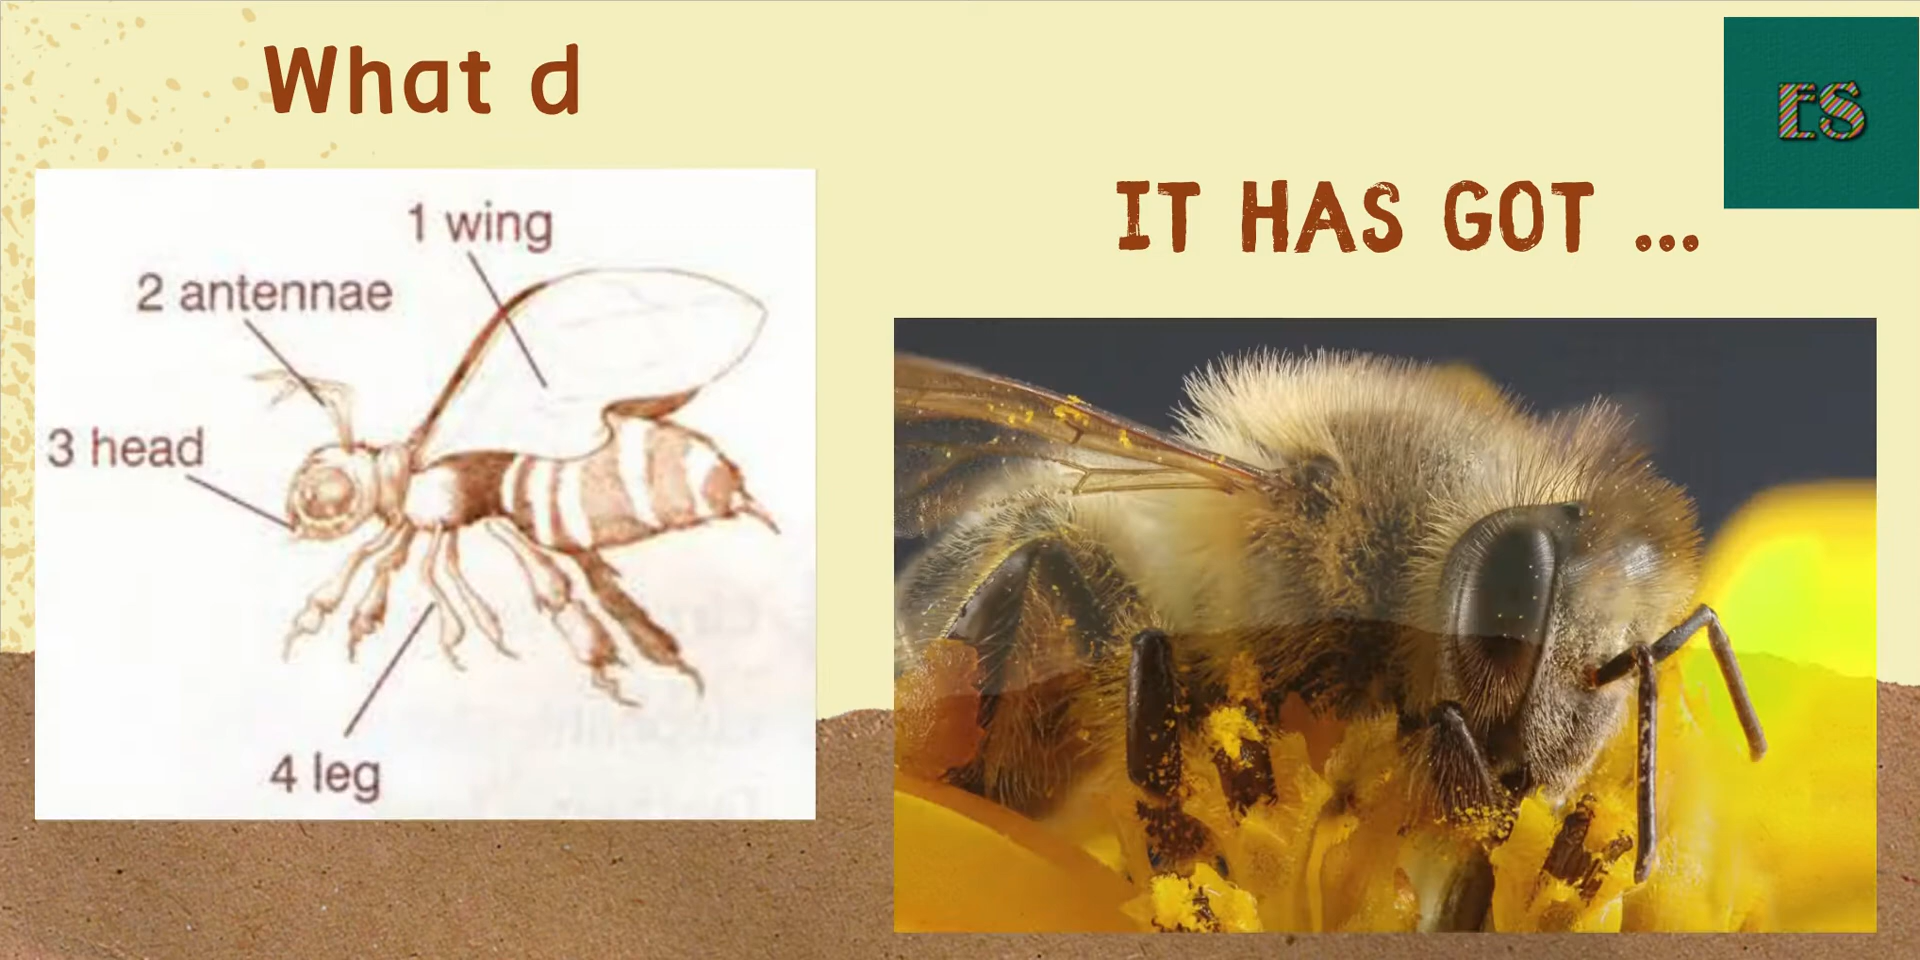 What d
ES
IT HAS GOT ...
1 wing
2 antennae
3 head
4 leg